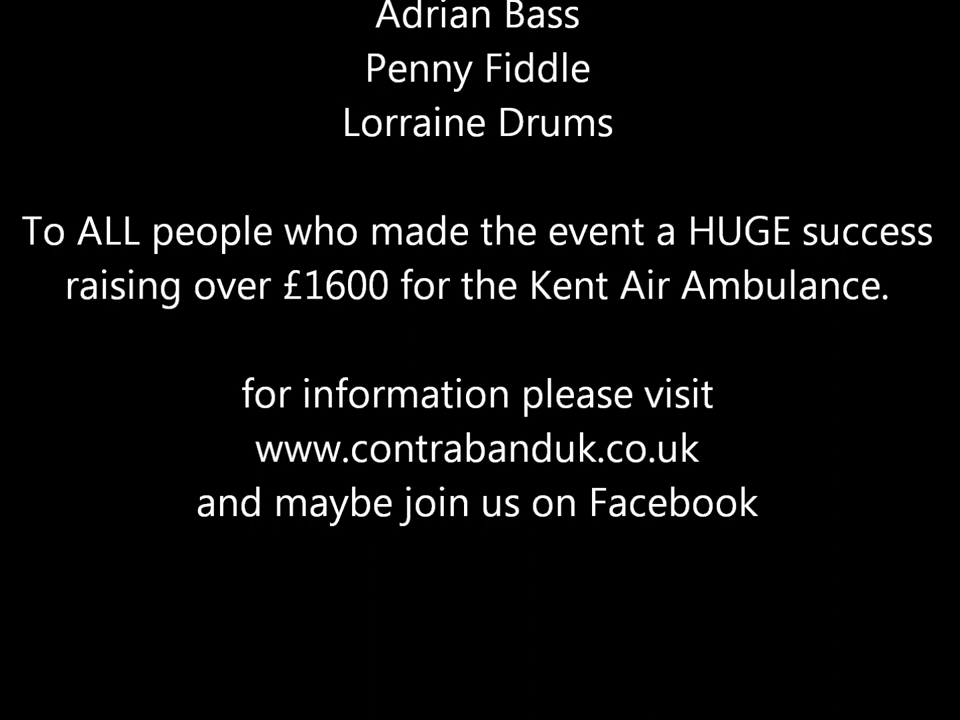 Adrian Bass
Penny Fiddle
Lorraine Drums
To ALL people who made the event a HUGE success
raising over £1600 for the Kent Air Ambulance.
for information please visit
www.contrabanduk.co.uk
and maybe join us on Facebook